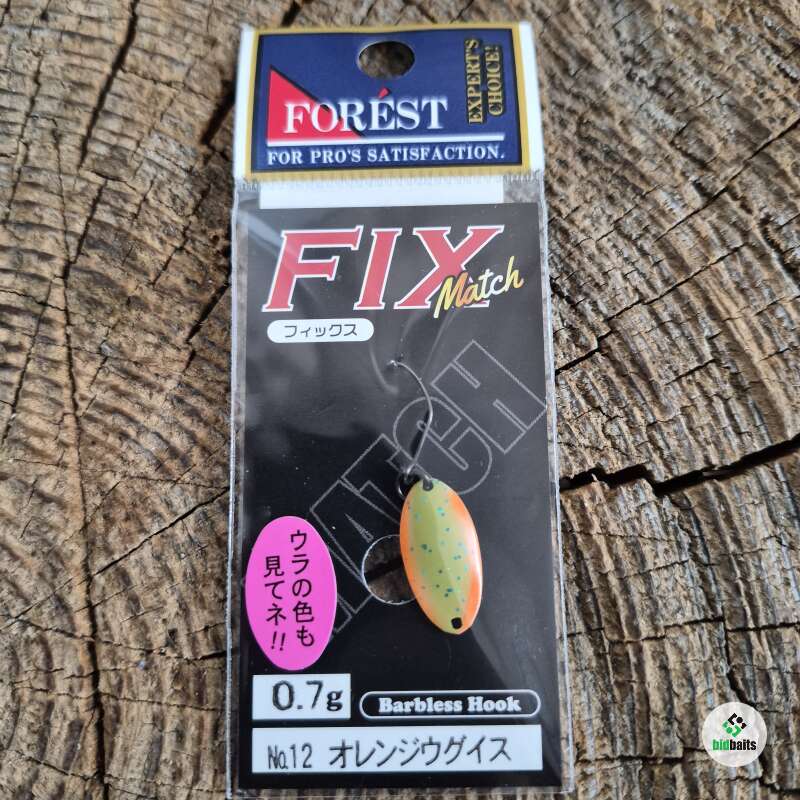 FORÉST
EXPERT'S
CHOICE!
FOR PRO'S SATISFACTION.
FIX
Match
フィックス
MATCH
ウラの色も
見てネ!!
0.7g
Barbless Hook
No.12 オレンジウグイス
bidbaits